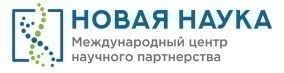 НОВАЯ НАУКА
Международный центр
научного партнерства